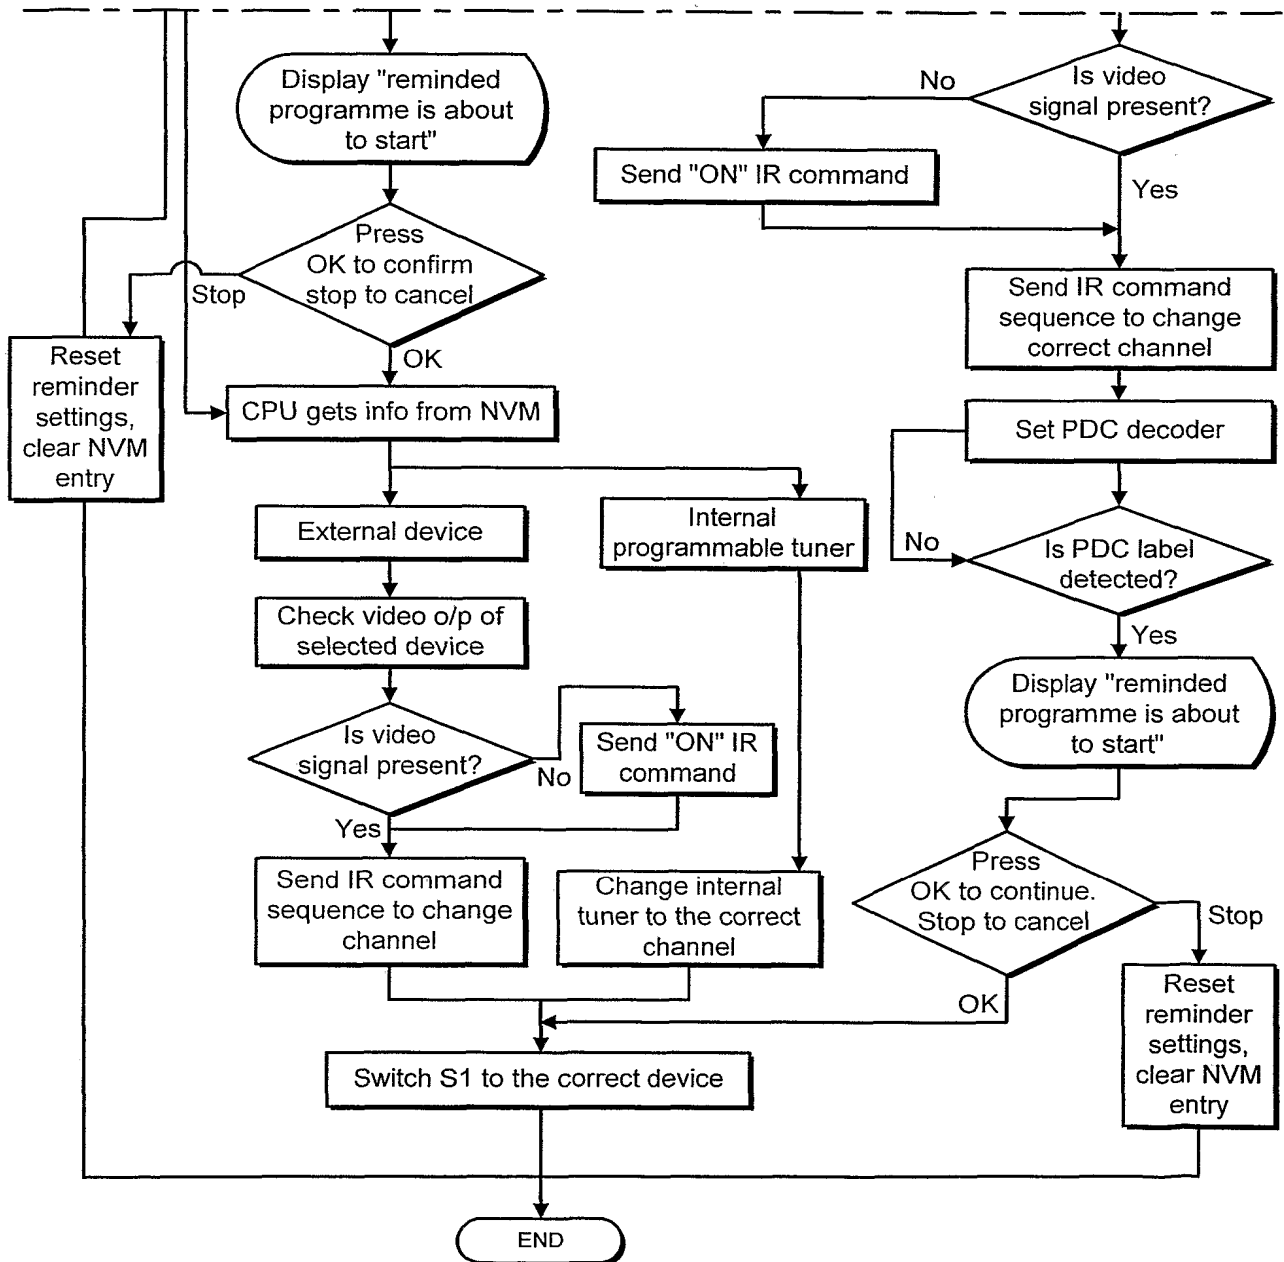 Display "reminded
programme is about
to start"
Press
OK to confirm
stop to cancel
Stop
OK
Reset
reminder
settings,
clear NVM
entry
CPU gets info from NVM
External device
Internal
programmable tuner
Check video o/p of
selected device
Is video
signal present?
No
Send "ON" IR
command
Yes
Send IR command
sequence to change
channel
Change internal
tuner to the correct
channel
Switch S1 to the correct device
END
Is video
signal present?
No
Send "ON" IR command
Yes
Send IR command
sequence to change
correct channel
Set PDC decoder
No
Is PDC label
detected?
Yes
Display "reminded
programme is about
to start"
Press
OK to continue.
Stop to cancel
Stop
OK
Reset
reminder
settings,
clear NVM
entry